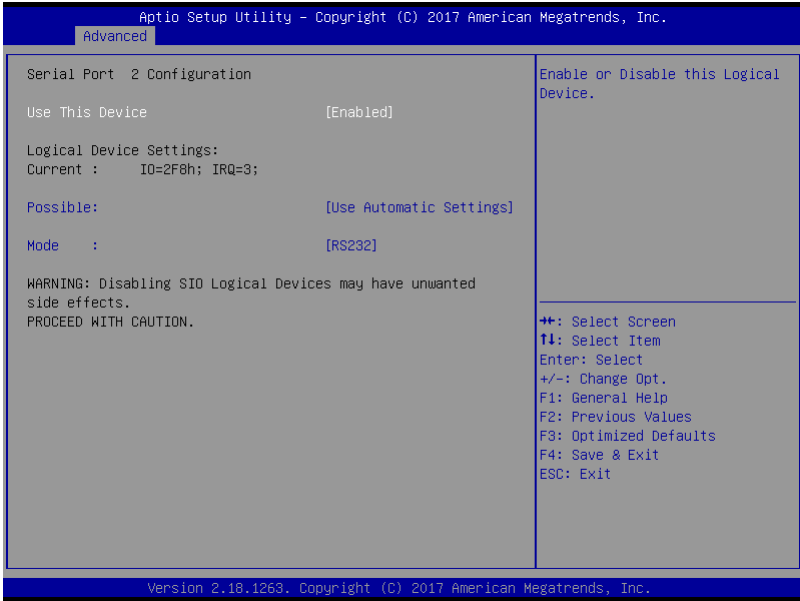 Aptio Setup Utility – Copyright (C) 2017 American Megatrends, Inc.
Advanced
Serial Port  2 Configuration
Use This Device [Enabled]
Logical Device Settings:
Current : IO=2F8h; IRQ=3;
Possible: [Use Automatic Settings]
Mode : [RS232]
WARNING: Disabling SIO Logical Devices may have unwanted
side effects.
PROCEED WITH CAUTION.
Enable or Disable this Logical
Device.
→←: Select Screen
↑↓: Select Item
Enter: Select
+/-: Change Opt.
F1: General Help
F2: Previous Values
F3: Optimized Defaults
F4: Save & Exit
ESC: Exit
Version 2.18.1263. Copyright (C) 2017 American Megatrends, Inc.